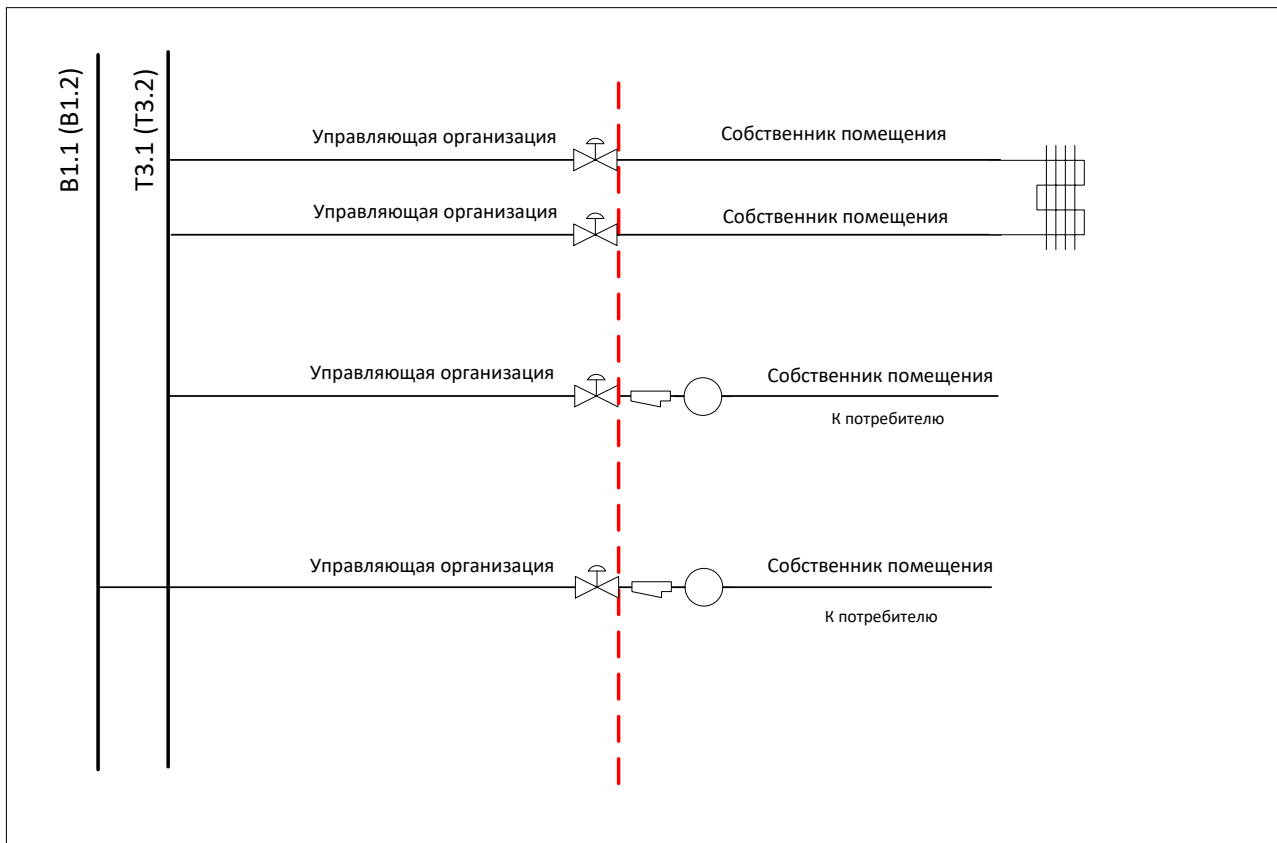 В1.1 (В1.2)
Т3.1 (Т3.2)
Управляющая организация
Собственник помещения
Управляющая организация
Собственник помещения
Управляющая организация
Собственник помещения
К потребителю
Управляющая организация
Собственник помещения
К потребителю